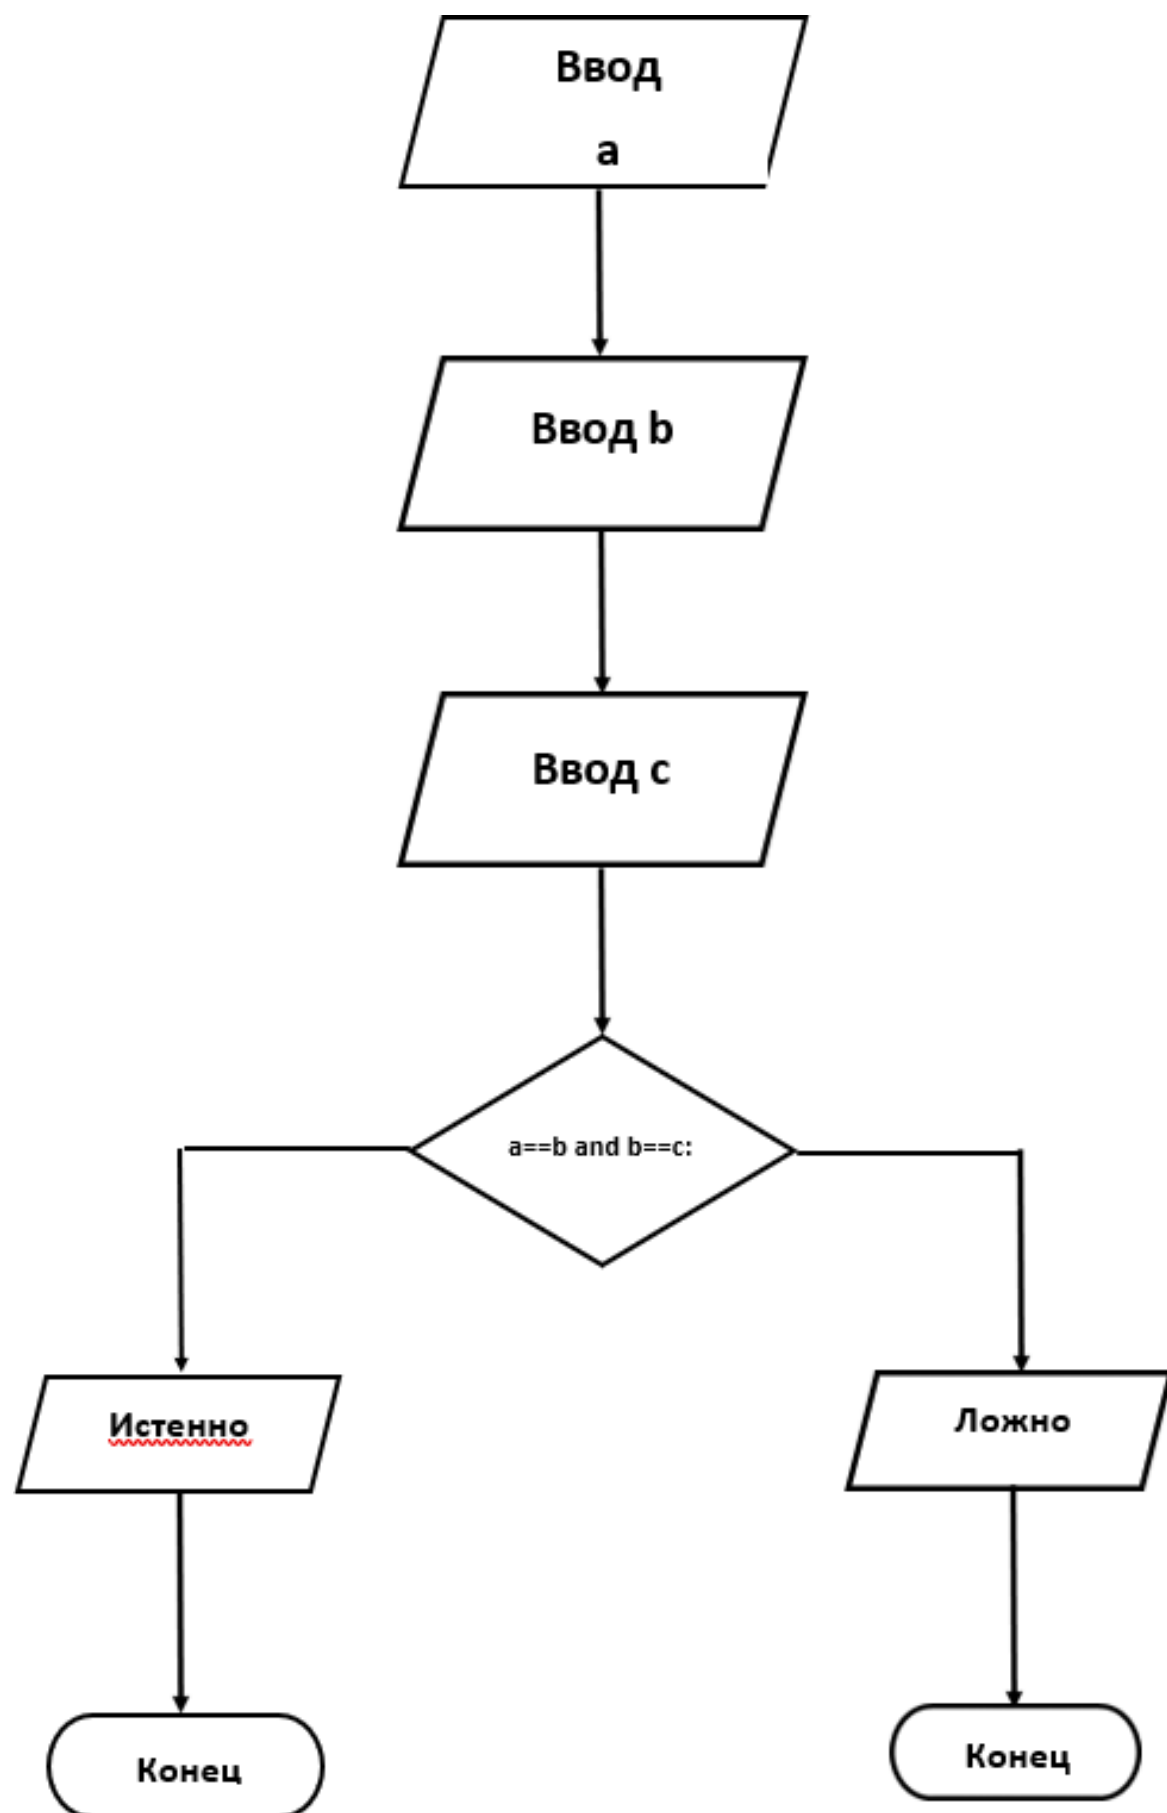 Ввод
a
Ввод b
Ввод c
a==b and b==c:
Истенно
Ложно
Конец
Конец